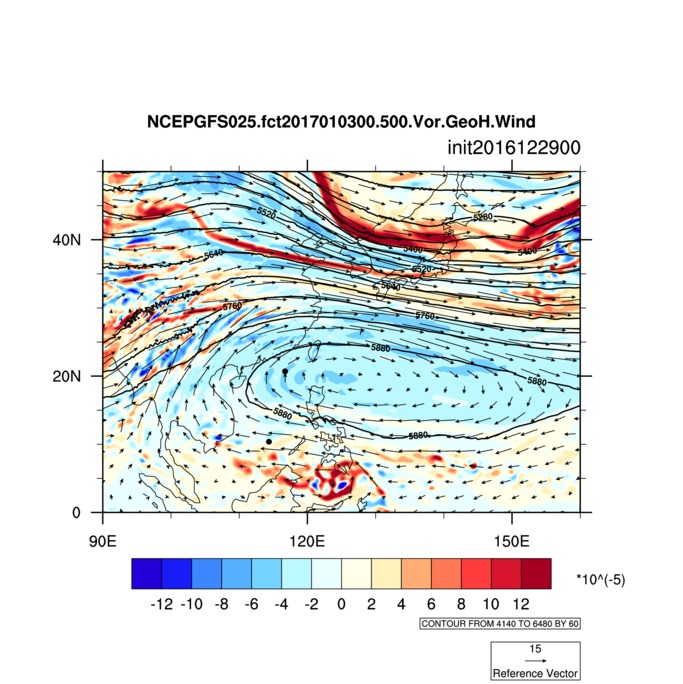 NCEPGFS025.fct2017010300.500.Vor.GeoH.Wind
init2016122900
5280
5520
5400
5400
40N
5640
5520
5640
5760
5760
5880
20N
5880
5880
5880
0
90E 120E 150E
*10^(-5)
-12 -10 -8 -6 -4 -2 0 2 4 6 8 10 12
CONTOUR FROM 4140 TO 6480 BY 60
15
Reference Vector